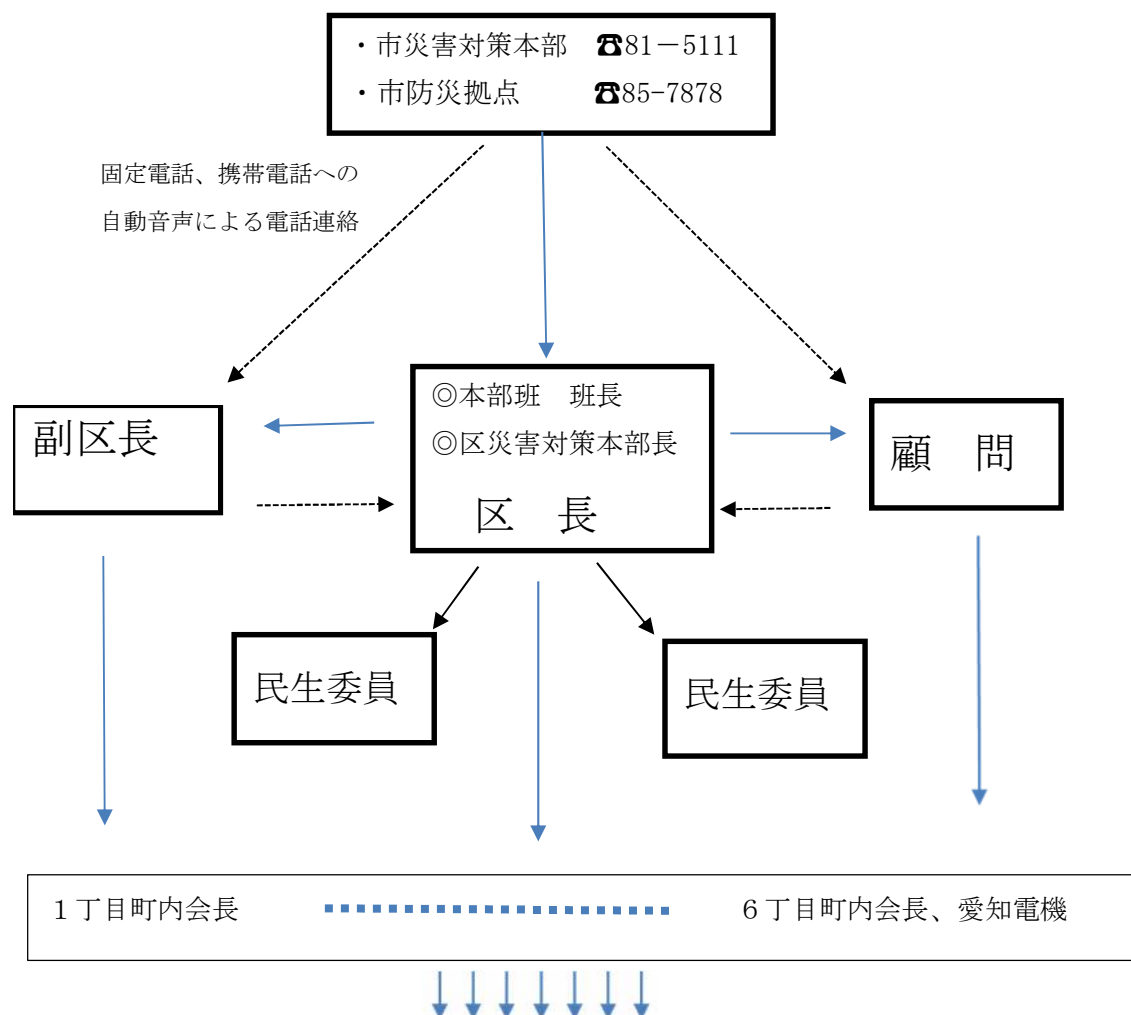 ・市災害対策本部　☎81－5111
・市防災拠点　　　☎85-7878
固定電話、携帯電話への
自動音声による電話連絡
◎本部班　班長
◎区災害対策本部長
区　長
副区長
顧　問
民生委員
民生委員
１丁目町内会長
６丁目町内会長、愛知電機